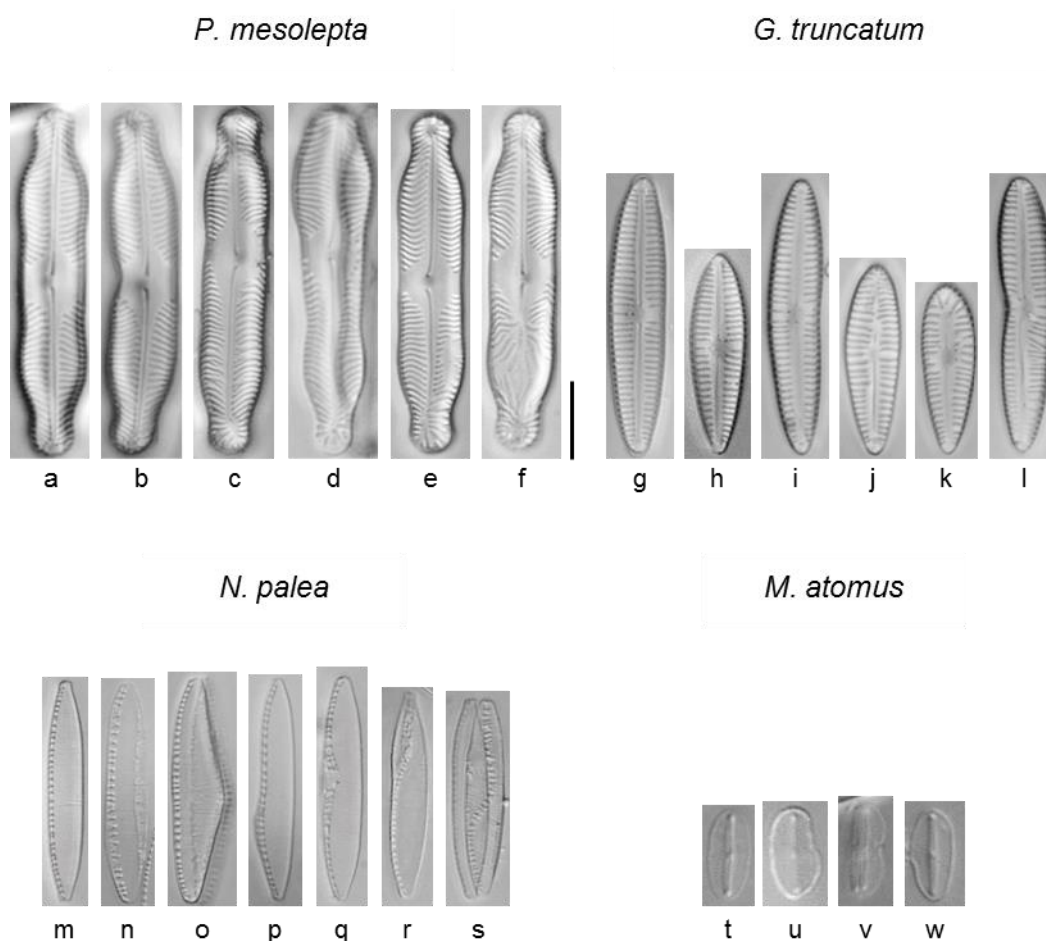 P. mesolepta
G. truncatum
a b c d e f g h i j k l
N. palea
M. atomus
m n o p q r s t u v w